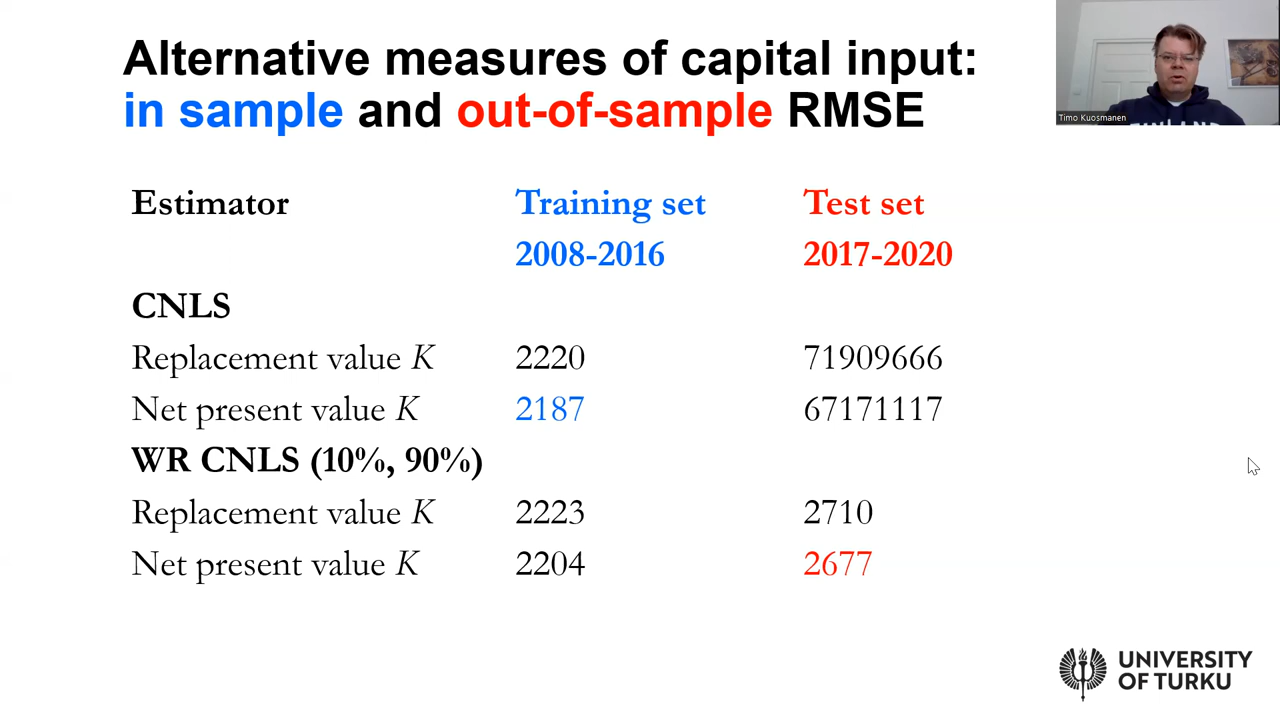 Alternative measures of capital input:
in sample and out-of-sample RMSE
Timo Kuosmanen
Estimator Training set Test set
2008-2016 2017-2020
CNLS
Replacement value K 2220 71909666
Net present value K 2187 67171117
WR CNLS (10%, 90%)
Replacement value K 2223 2710
Net present value K 2204 2677
UNIVERSITY
OF TURKU